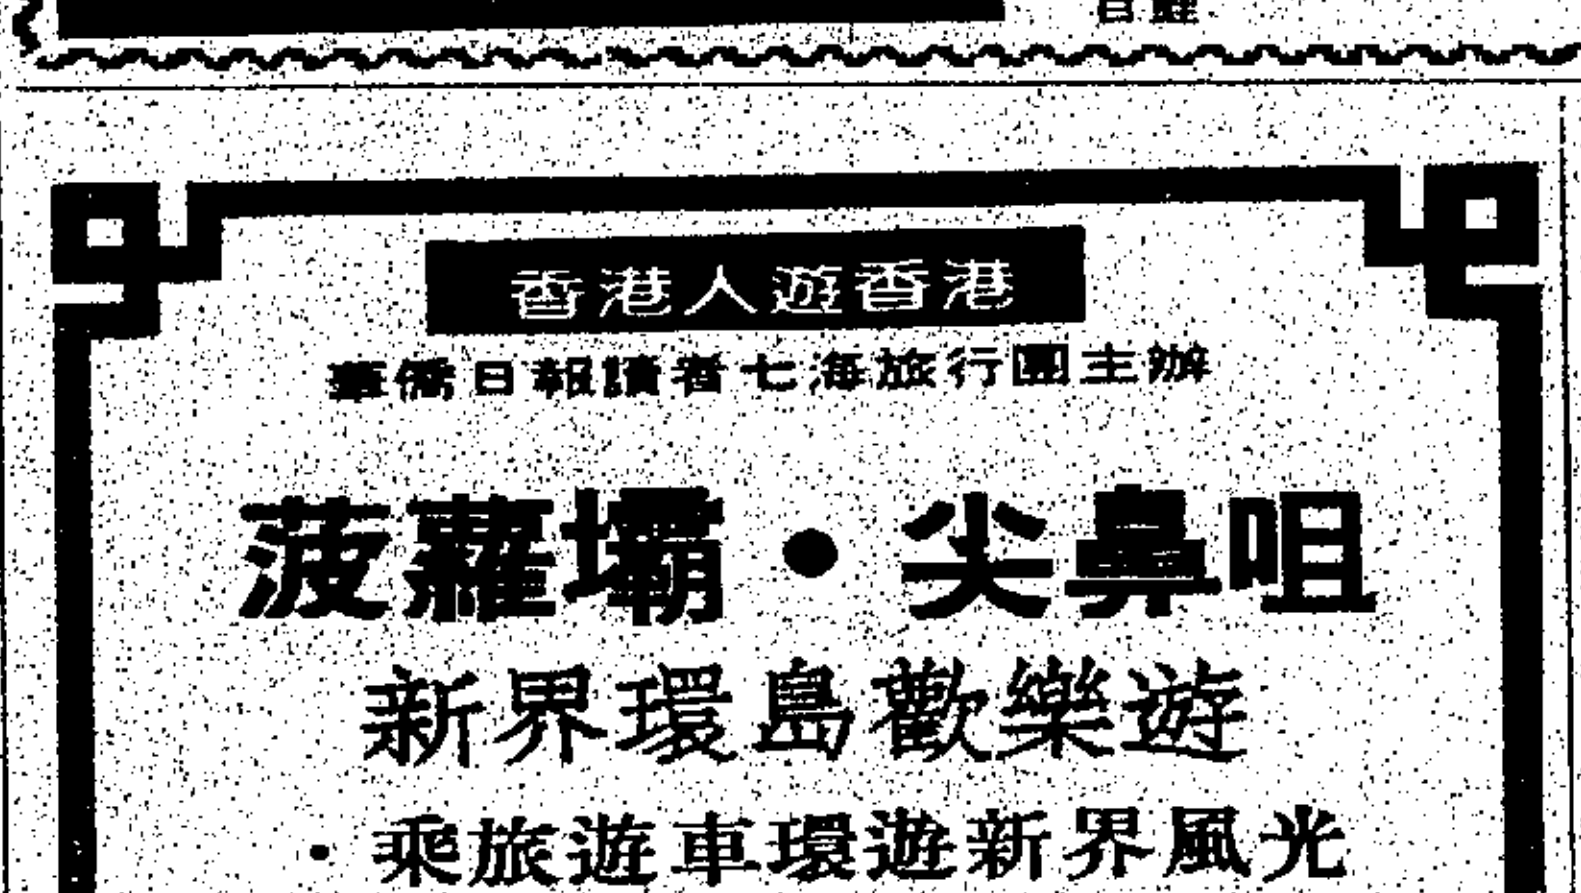 香港人遊香港
華僑日報讀者七海旅行團主辦
菠蘿壩・尖鼻咀
新界環島歡樂遊
・乘旅遊車環遊新界風光